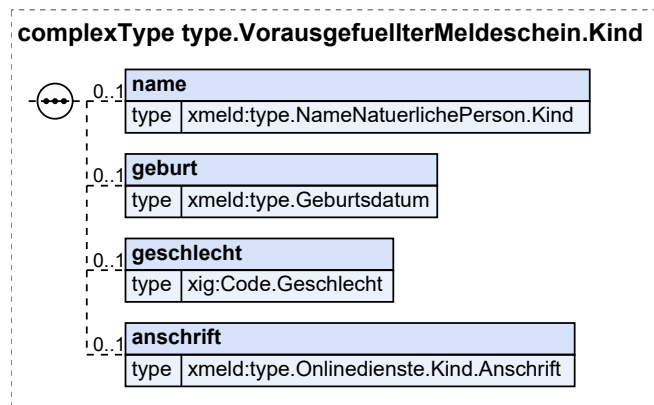 complexType type.VorausgefuellterMeldeschein.Kind
0..1 name
type xmeld:type.NameNatuerlichePerson.Kind
0..1 geburt
type xmeld:type.Geburtsdatum
0..1 geschlecht
type xig:Code.Geschlecht
0..1 anschrift
type xmeld:type.Onlinedienste.Kind.Anschrift